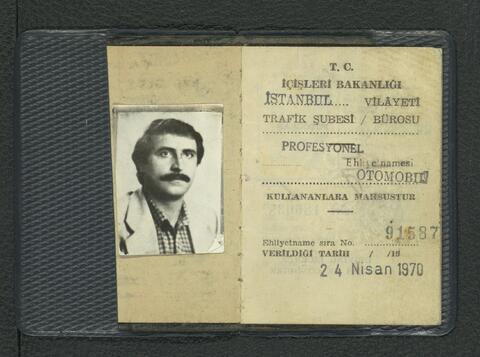 T. C.
İÇİŞLERİ BAKANLIĞI
İSTANBUL .... VİLÂYETİ
TRAFİK ŞUBESİ / BÜROSU
PROFESYONEL
Ehliyetnamesi
OTOMOBİL
KULLANANLARA MAHSUSTUR
91587
Ehliyetname sıra No.
VERİLDİĞİ TARİH / /19
24 Nisan 1970